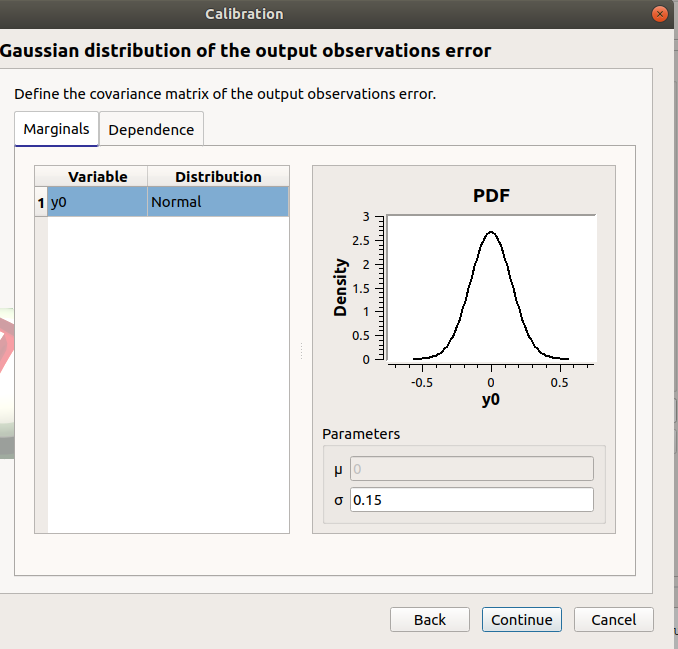 Calibration
Gaussian distribution of the output observations error
Define the covariance matrix of the output observations error.
Marginals Dependence
Variable Distribution
1 y0 Normal
PDF
3
2.5
2
1.5
1
0.5
0
Density
-0.5 0 0.5
y0
Parameters
μ 0
σ 0.15
Back Continue Cancel